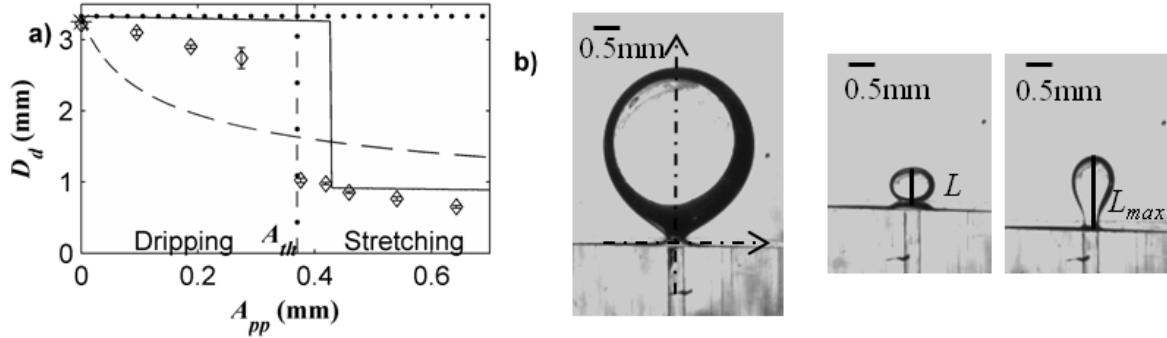 a)
3
2
1
0
D_d (mm)
Dripping
A_th
Stretching
0
0.2
0.4
0.6
A_pp (mm)
b)
0.5mm
0.5mm
L
0.5mm
L_max